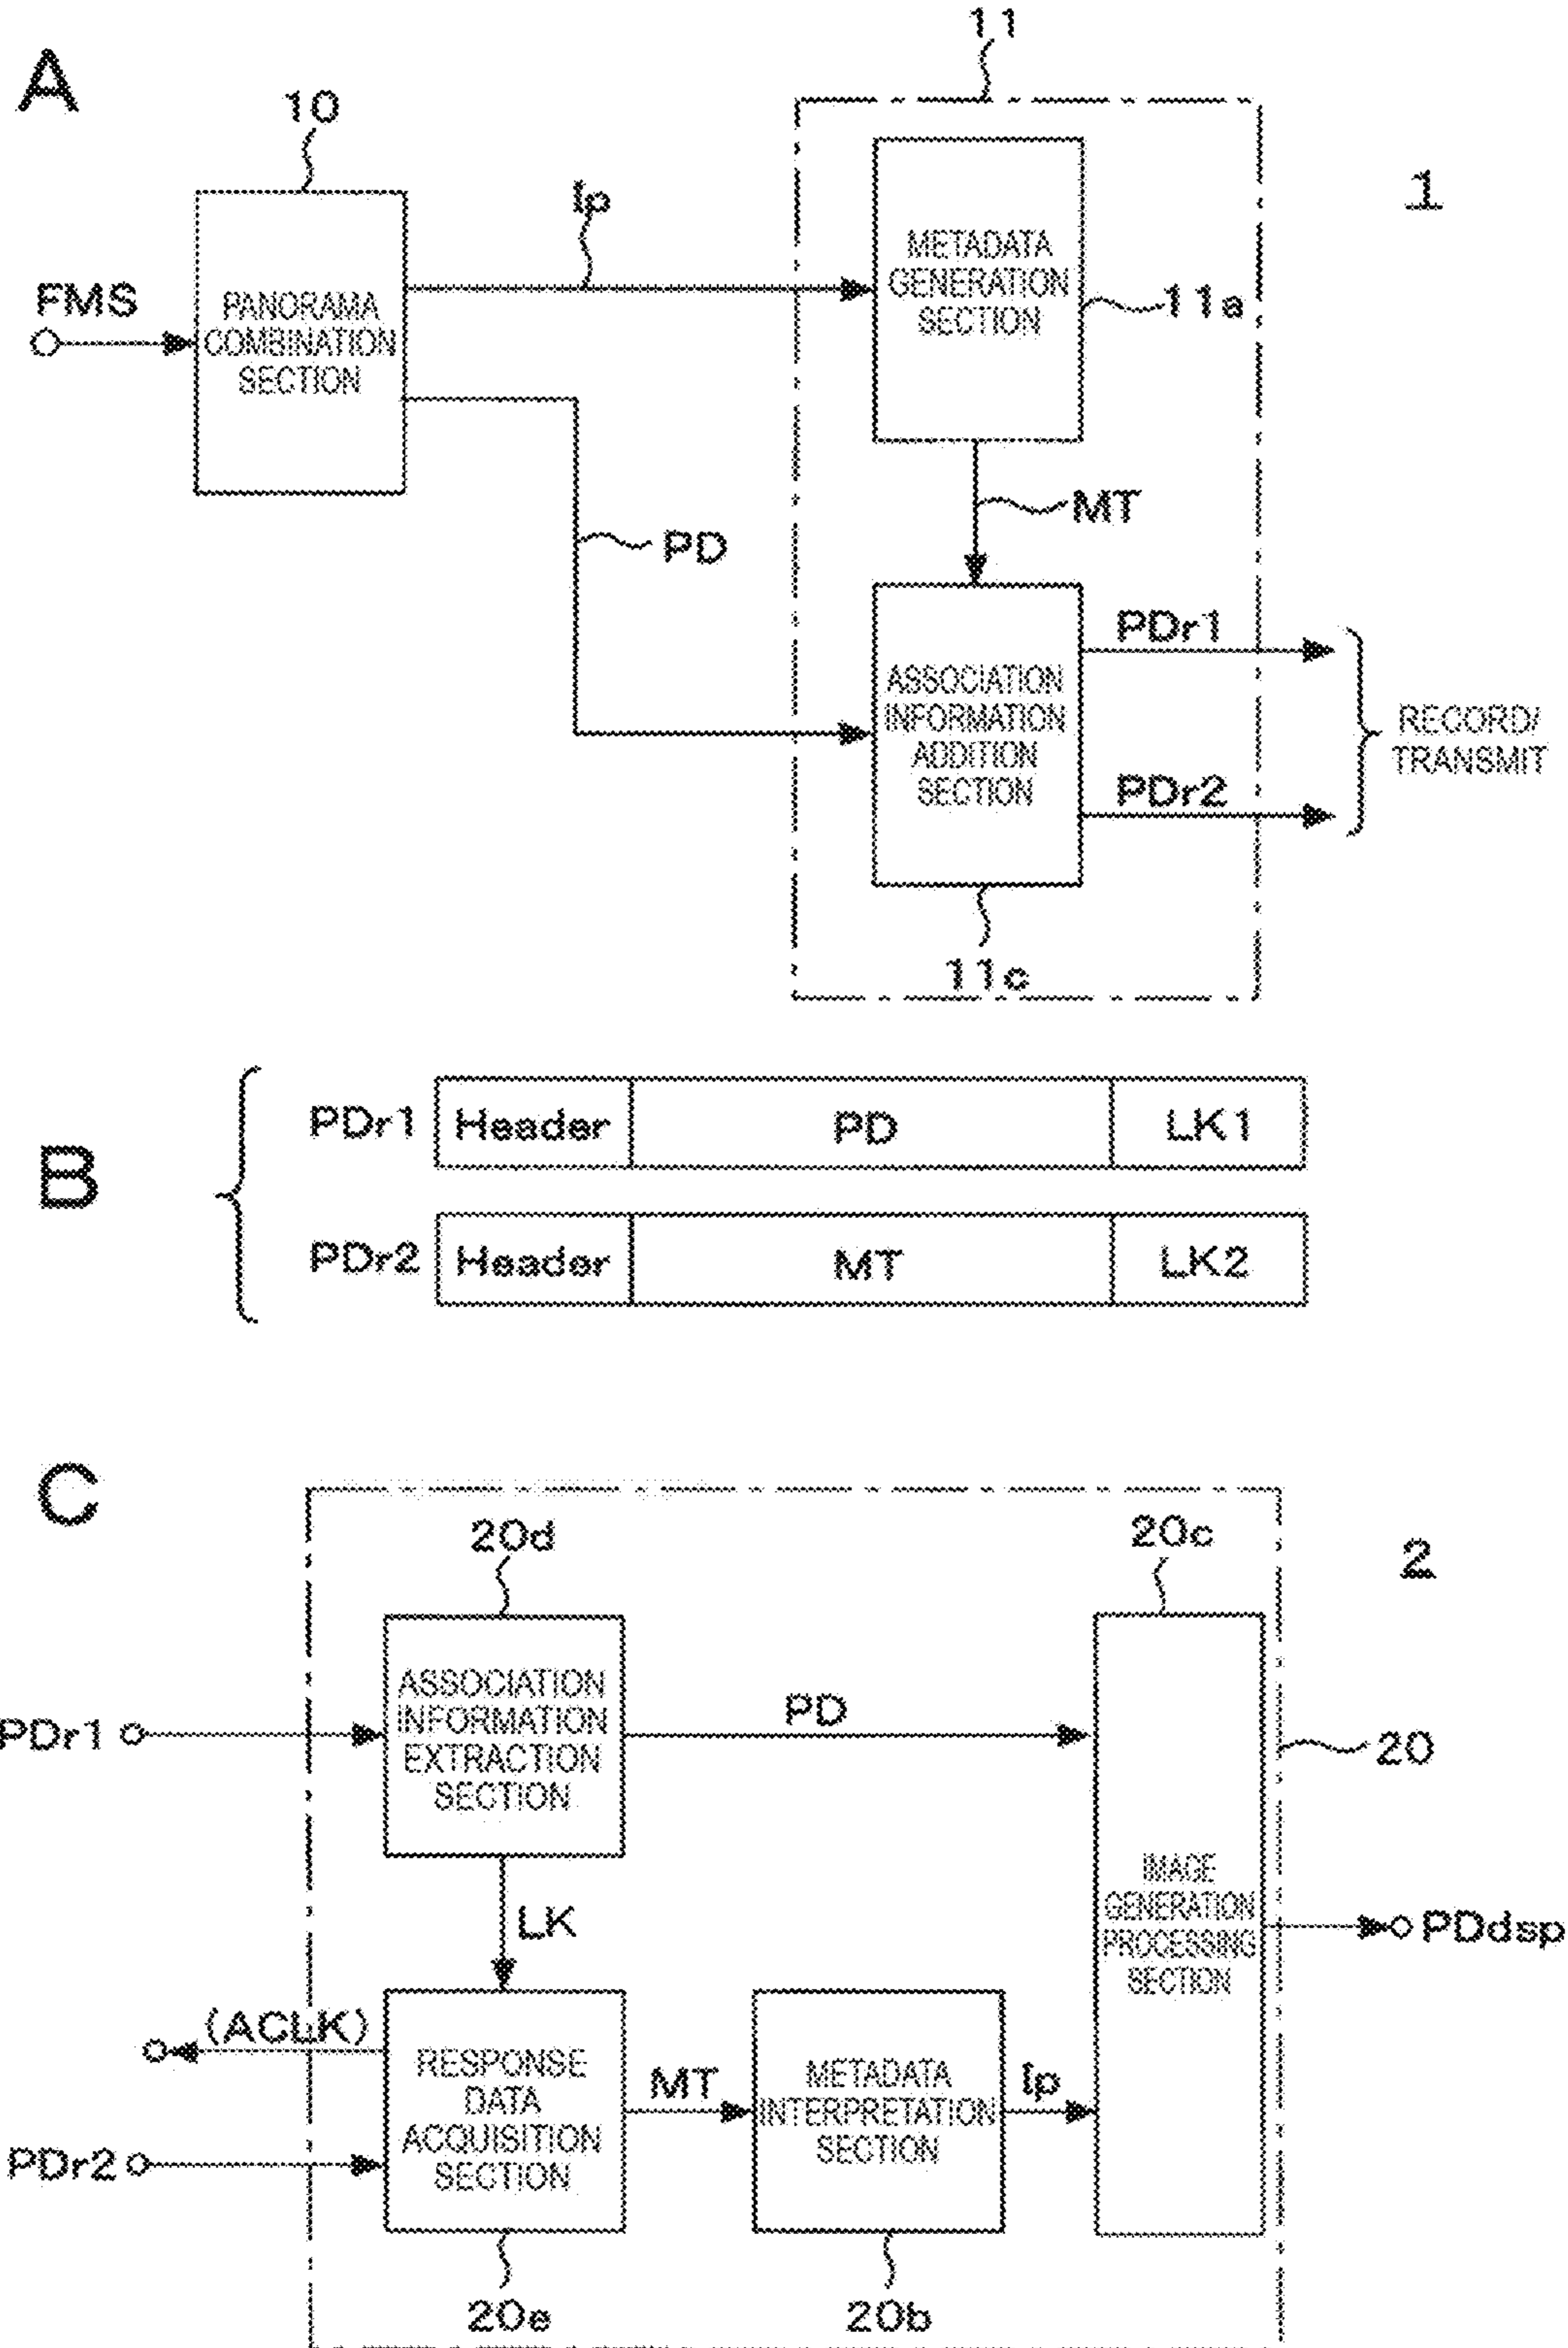 A
11
10
1
Ip
FMS
PANORAMA
COMBINATION
SECTION
METADATA
GENERATION
SECTION
11a
MT
PD
PDr1
ASSOCIATION
INFORMATION
ADDITION
SECTION
RECORD/
TRANSMIT
PDr2
11c
B
PDr1 Header PD LK1
PDr2 Header MT LK2
C
20d
20c
2
PDr1
ASSOCIATION
INFORMATION
EXTRACTION
SECTION
PD
20
LK
IMAGE
GENERATION
PROCESSING
SECTION
PDdsp
(ACLK)
PDr2
RESPONSE
DATA
ACQUISITION
SECTION
MT
METADATA
INTERPRETATION
SECTION
Ip
20e
20b